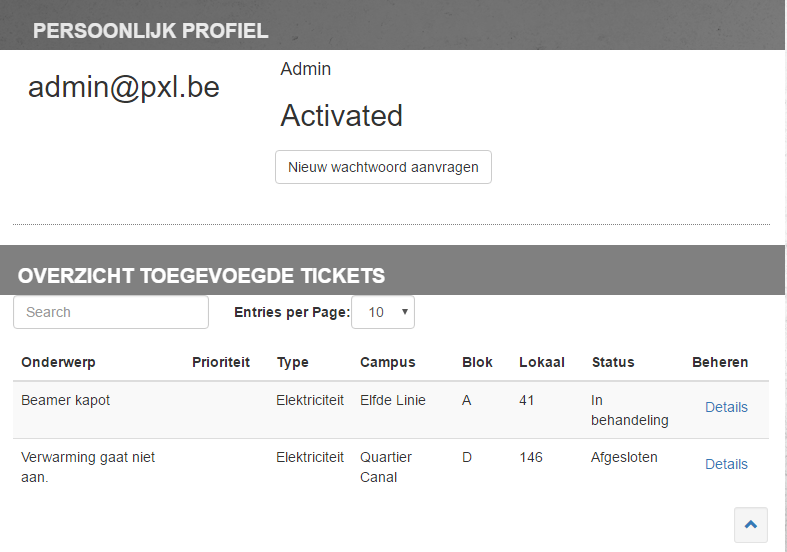 PERSOONLIJK PROFIEL
admin@pxl.be
Admin
Activated
Nieuw wachtwoord aanvragen
OVERZICHT TOEGEVOEGDE TICKETS
Search Entries per Page: 10
Onderwerp Prioriteit Type Campus Blok Lokaal Status Beheren
Beamer kapot Elektriciteit Elfde Linie A 41 In
behandeling Details
Verwarming gaat niet Elektriciteit Quartier D 146 Afgesloten Details
aan. Canal